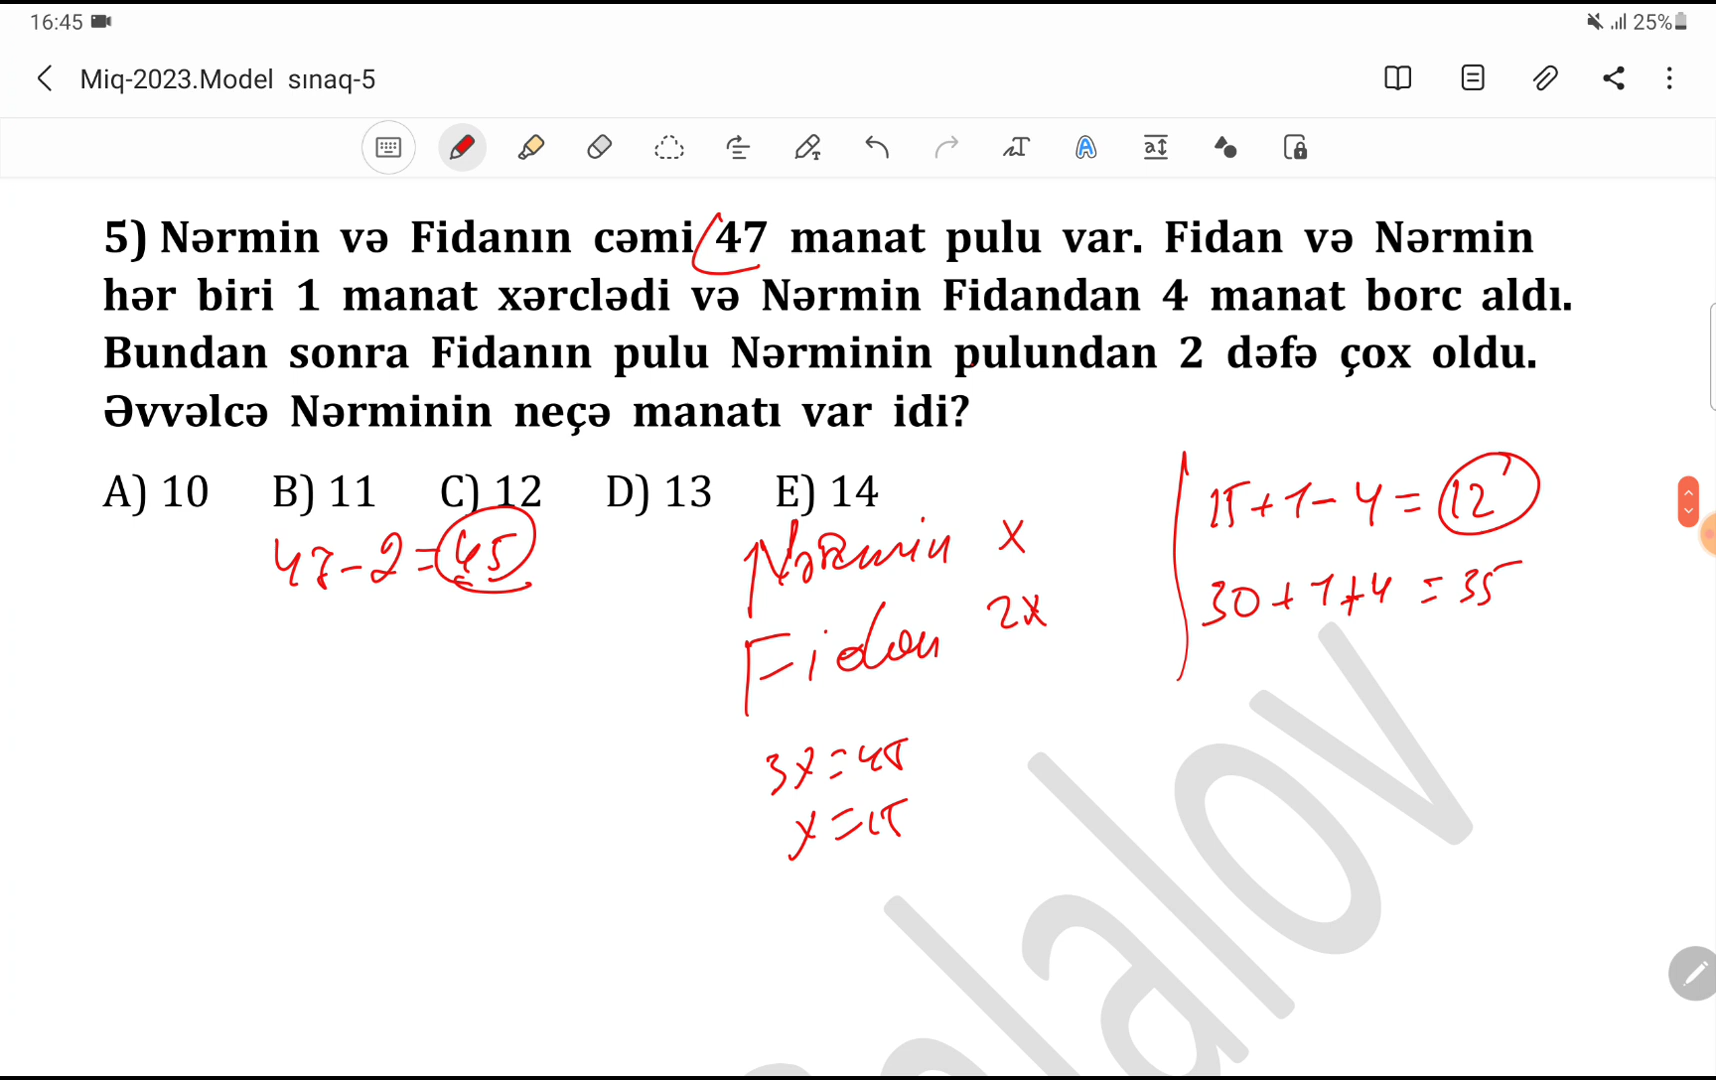 16:45
25%
Miq-2023.Model sınaq-5
5) Nərmin və Fidanın cəmi 47 manat pulu var. Fidan və Nərmin
hər biri 1 manat xərclədi və Nərmin Fidandan 4 manat borc aldı.
Bundan sonra Fidanın pulu Nərminin pulundan 2 dəfə çox oldu.
Əvvəlcə Nərminin neçə manatı var idi?
A) 10 B) 11 C) 12 D) 13 E) 14
47-2=45
Nərmin x
Fidan 2x
3x=45
x=15
15+1-4=12
30+1+4=35
alalov